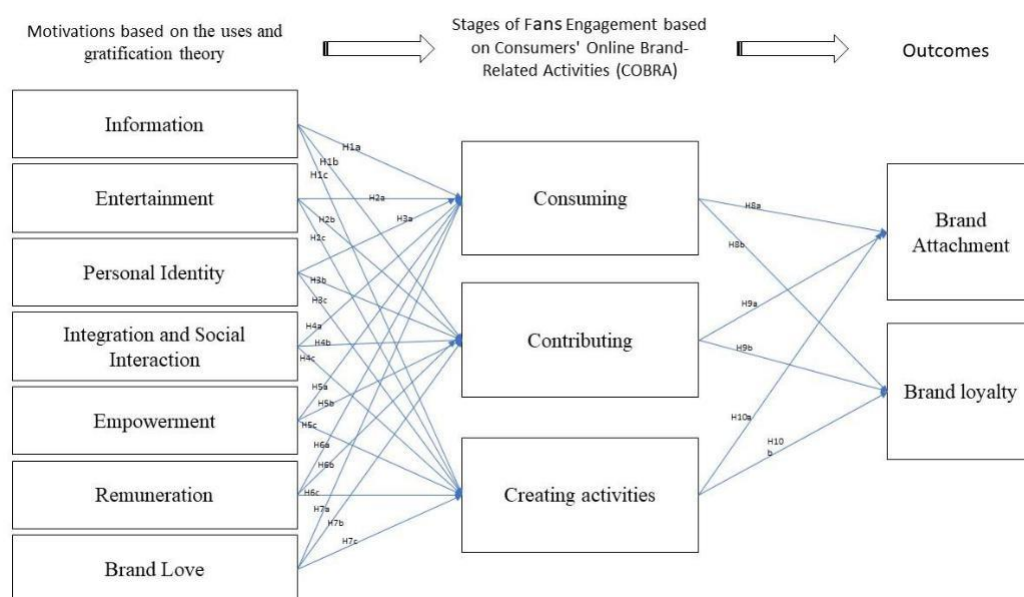 Motivations based on the uses and
gratification theory
Stages of Fans Engagement based
on Consumers' Online Brand-
Related Activities (COBRA)
Outcomes
Information
Entertainment
Personal Identity
Integration and Social
Interaction
Empowerment
Remuneration
Brand Love
H1a
H1b
H1c
H2a
H2b
H2c
H3a
H3b
H3c
H4a
H4b
H4c
H5a
H5b
H5c
H6a
H6b
H6c
H7a
H7b
H7c
Consuming
Contributing
Creating activities
H8a
H8b
H9a
H9b
H10a
H10
b
Brand
Attachment
Brand loyalty